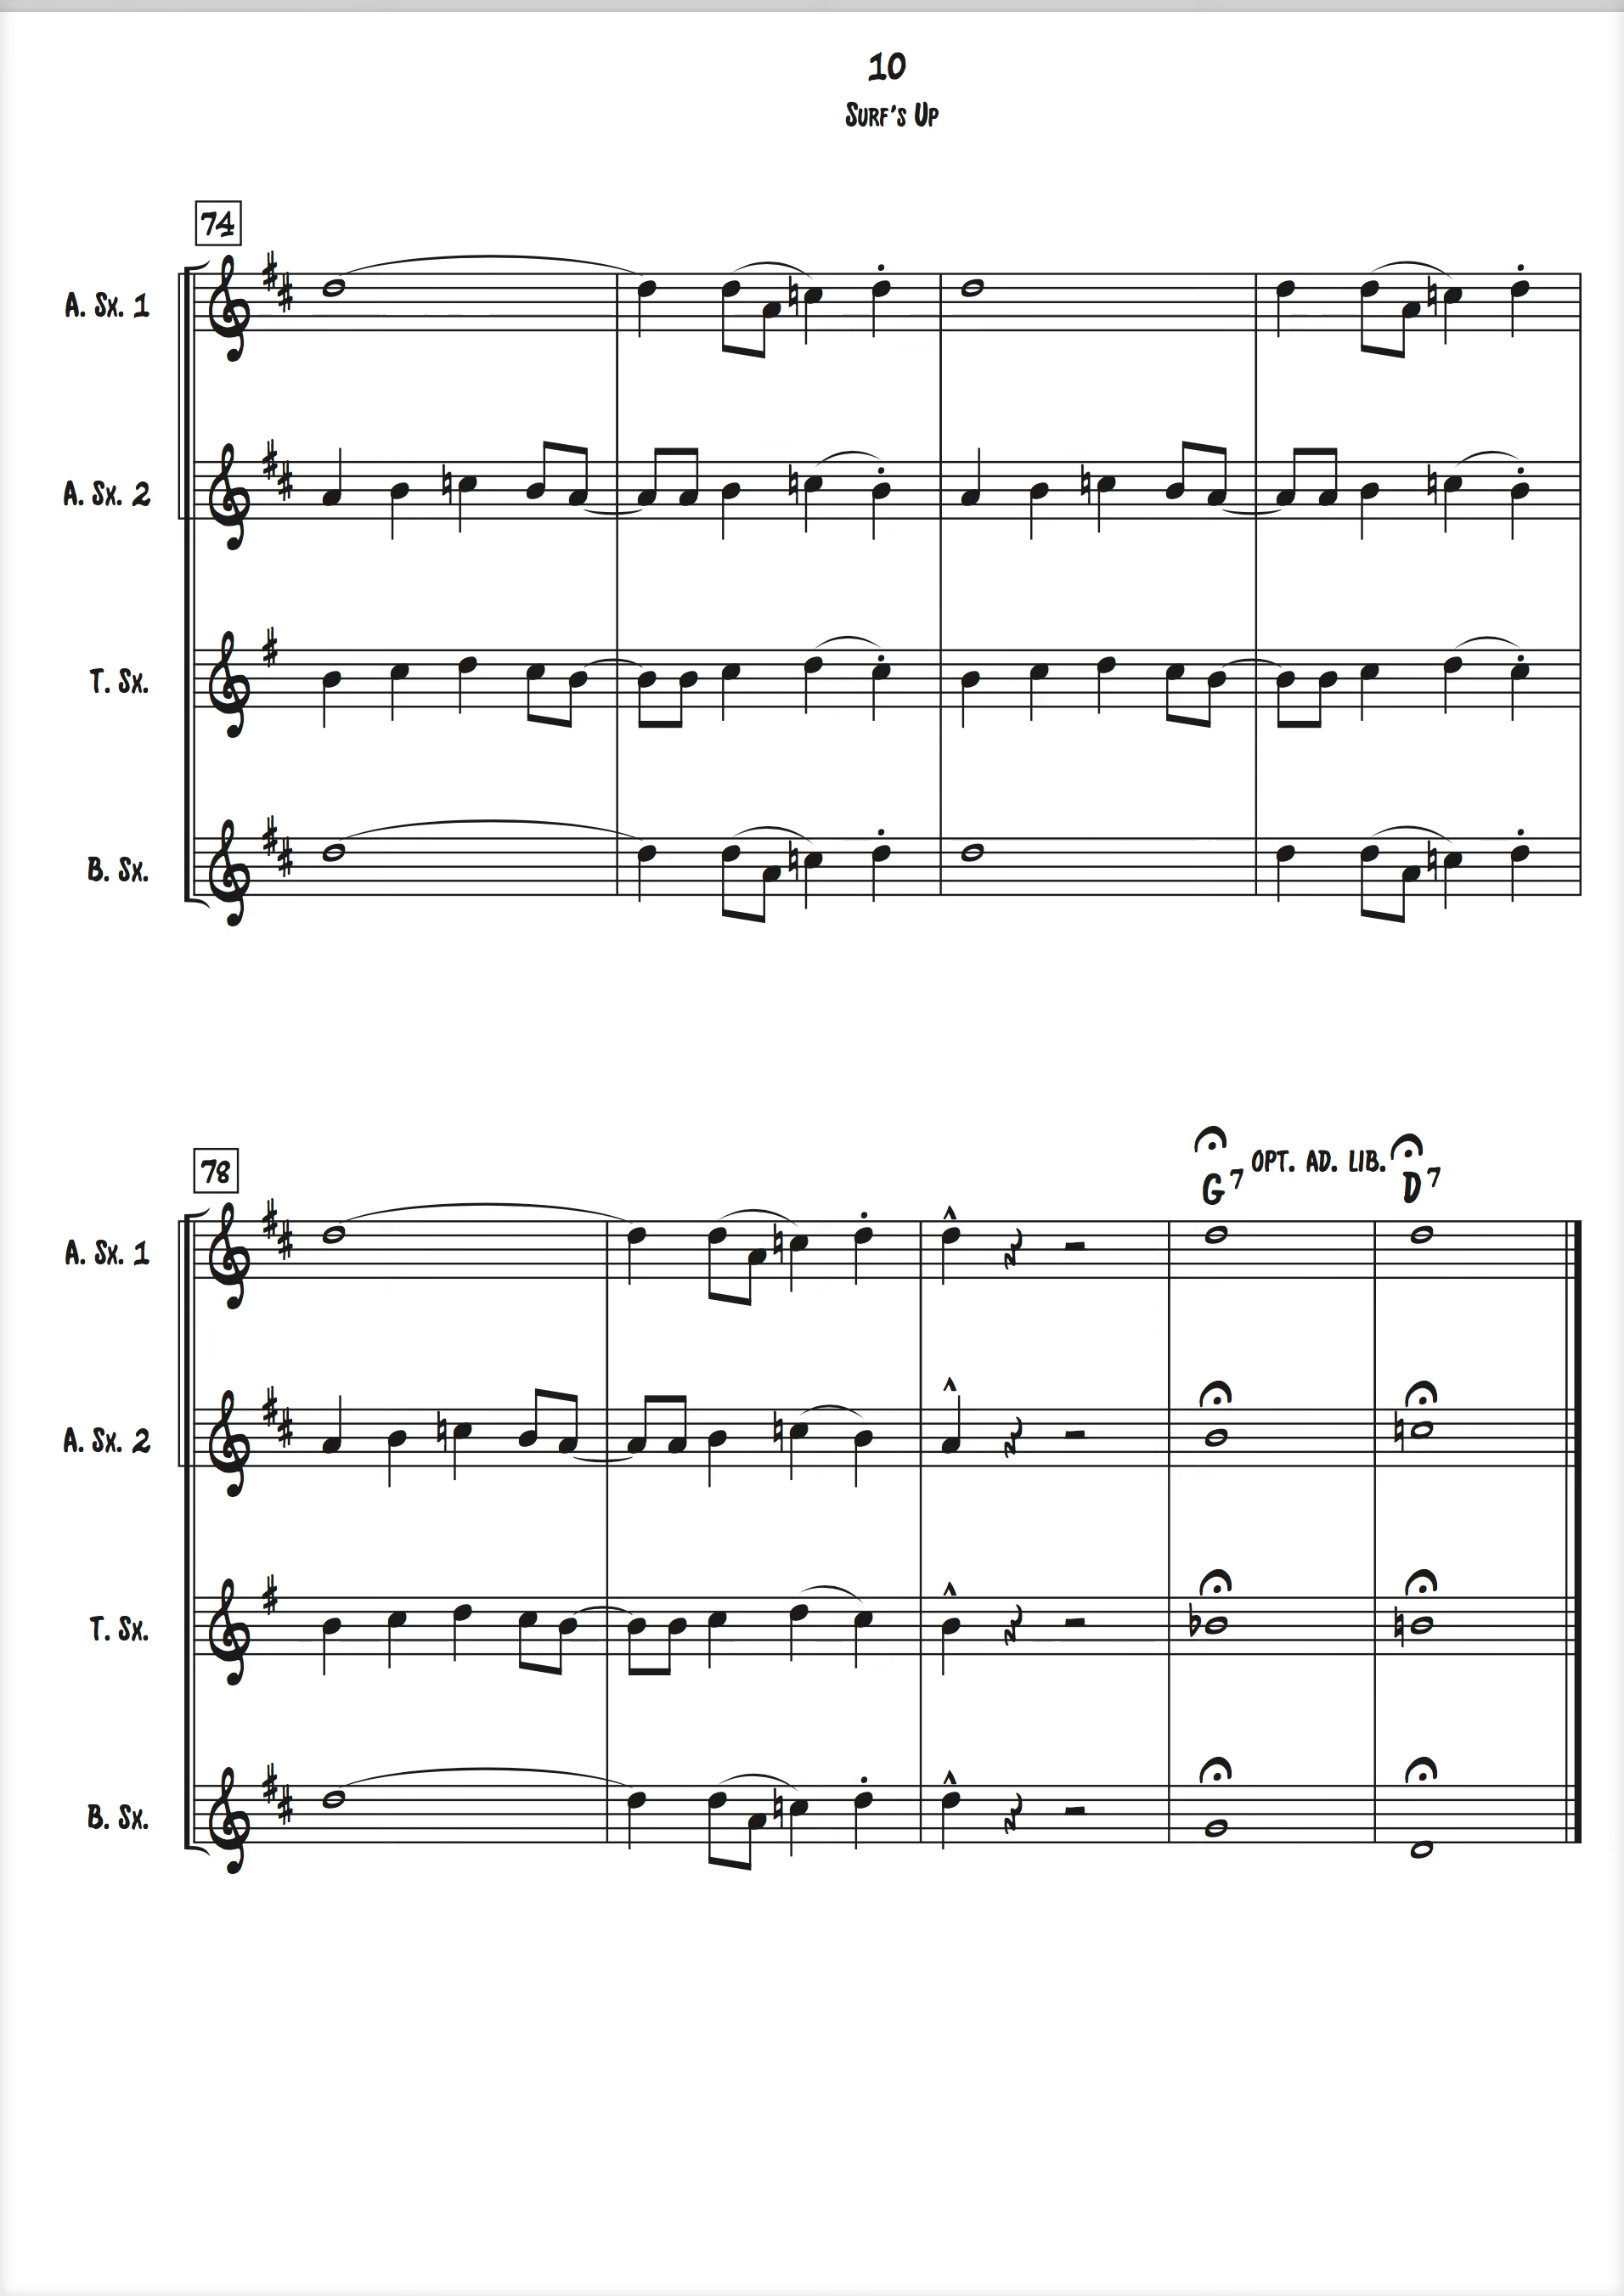 10
Surf's Up
74
A. Sx. 1
A. Sx. 2
T. Sx.
B. Sx.
78
G7 opt. ad. lib. D7
A. Sx. 1
A. Sx. 2
T. Sx.
B. Sx.